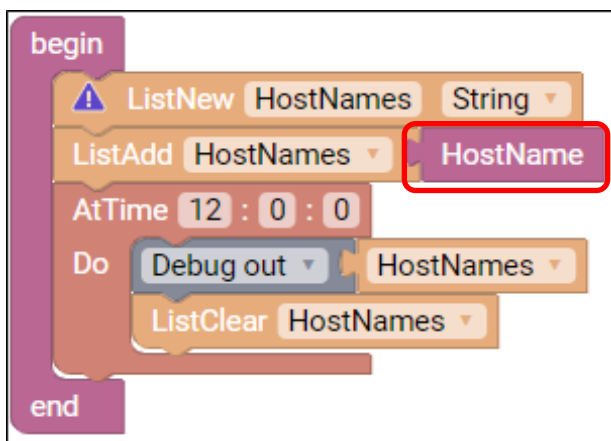 begin
ListNew HostNames String
ListAdd HostNames HostName
AtTime 12 : 0 : 0
Do Debug out HostNames
ListClear HostNames
end